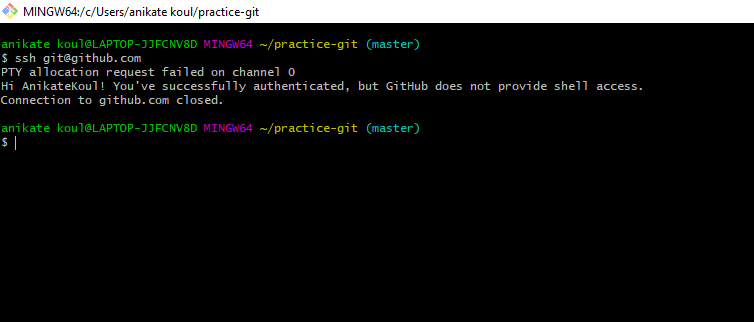 MINGW64:/c/Users/anikate koul/practice-git
anikate koul@LAPTOP-JJFCNV8D MINGW64 ~/practice-git (master)
$ ssh git@github.com
PTY allocation request failed on channel 0
Hi AnikateKoul! You've successfully authenticated, but GitHub does not provide shell access.
Connection to github.com closed.
anikate koul@LAPTOP-JJFCNV8D MINGW64 ~/practice-git (master)
$